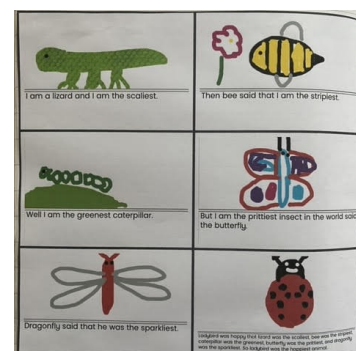 I am a lizard and I am the scaliest.
Then bee said that I am the stripiest.
Well I am the greenest caterpillar.
But I am the prittiest insect in the world said
the butterfly.
Dragonfly said that he was the sparkliest.
Ladybird was happy that lizard was the scaliest, bee was the stripiest,
caterpillar was the greenest, butterfly was the prittiest, and dragonfly
was the sparkliest. So ladybird was the happiest animal.